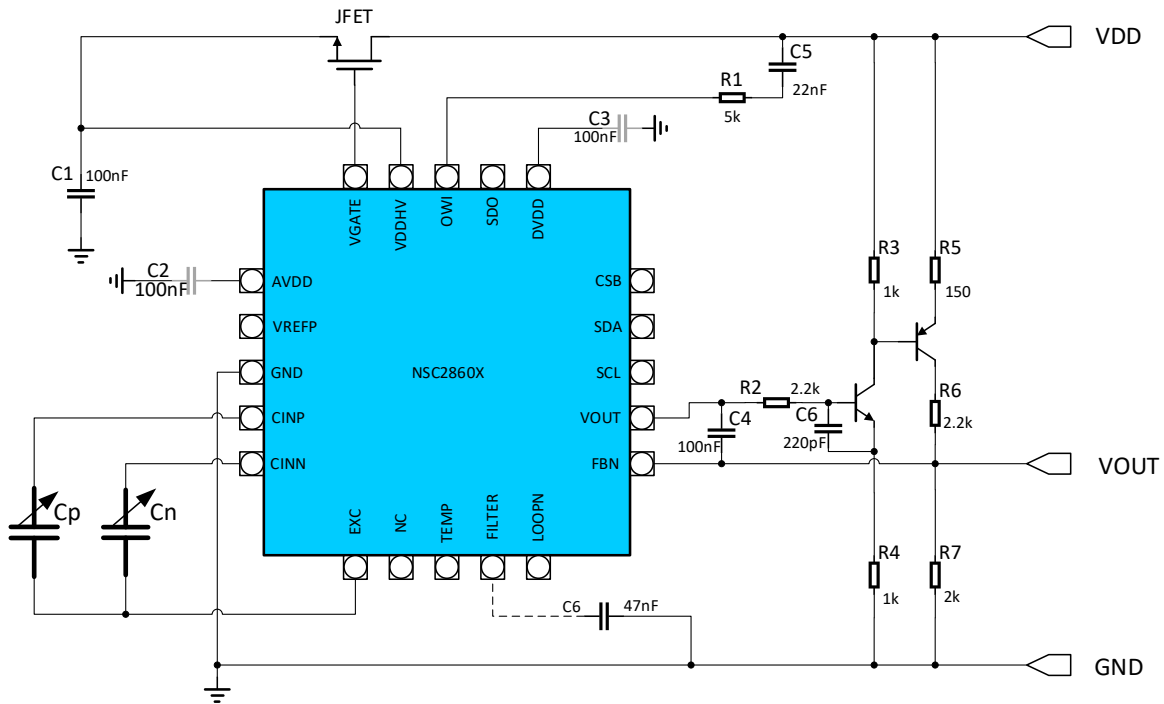 JFET
VDD
C5
22nF
R1
5k
C3
100nF
C1
100nF
VGATE
VDDHV
OWI
SDO
DVDD
C2
100nF
AVDD
CSB
R3
1k
R5
150
VREFP
SDA
GND
NSC2860X
SCL
R2
2.2k
R6
2.2k
CINP
VOUT
C4
100nF
C6
220pF
CINN
FBN
VOUT
Cp
Cn
EXC
NC
TEMP
FILTER
LOOPN
R4
1k
R7
2k
C6
47nF
GND